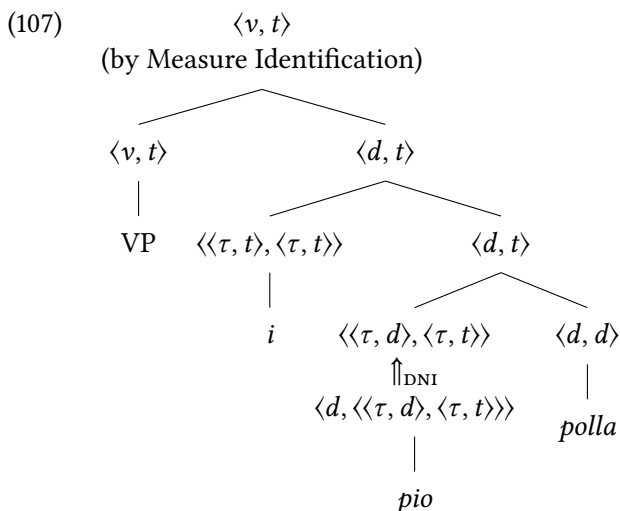 (107) ⟨v, t⟩
(by Measure Identification)
⟨v, t⟩ ⟨d, t⟩
VP ⟨⟨τ, t⟩, ⟨τ, t⟩⟩ ⟨d, t⟩
i ⟨⟨τ, d⟩, ⟨τ, t⟩⟩ ⟨d, d⟩
⇑DNI
⟨d, ⟨⟨τ, d⟩, ⟨τ, t⟩⟩⟩ polla
pio